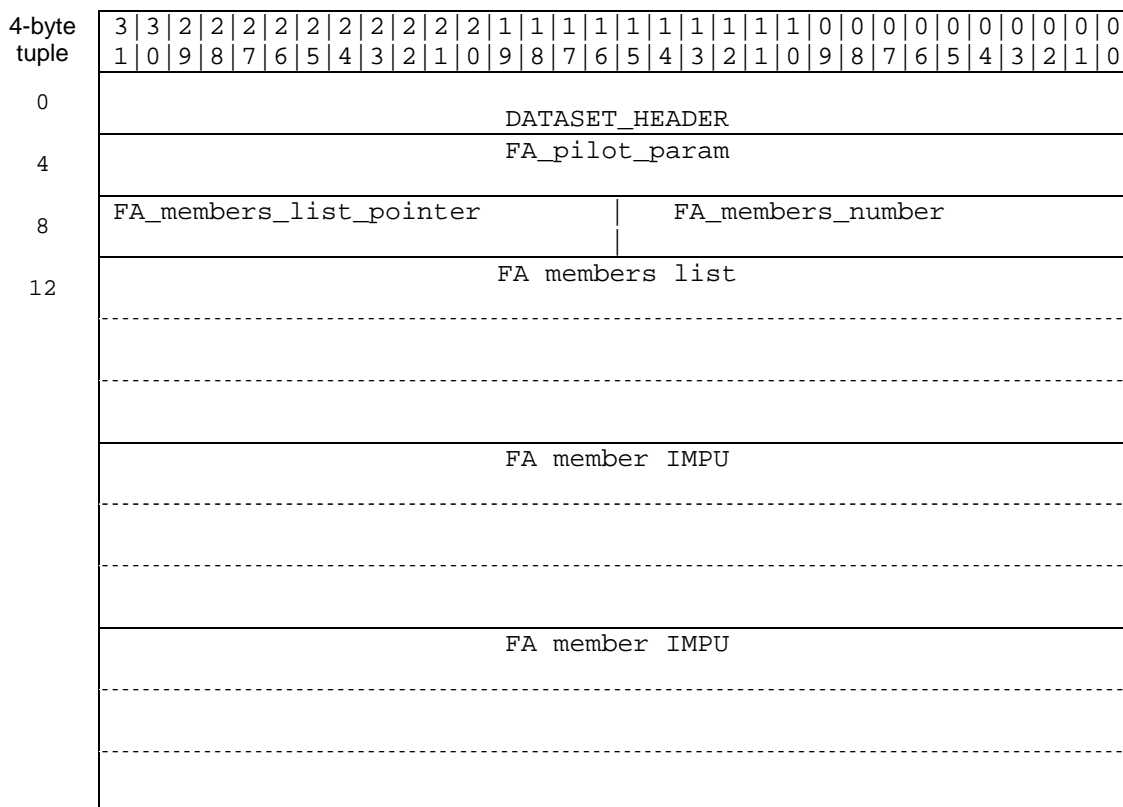 4-byte 3|3|2|2|2|2|2|2|2|2|2|2|1|1|1|1|1|1|1|1|1|1|0|0|0|0|0|0|0|0|0|0
tuple 1|0|9|8|7|6|5|4|3|2|1|0|9|8|7|6|5|4|3|2|1|0|9|8|7|6|5|4|3|2|1|0
0 DATASET_HEADER
4 FA_pilot_param
8 FA_members_list_pointer | FA_members_number
|
12 FA members list
FA member IMPU
FA member IMPU